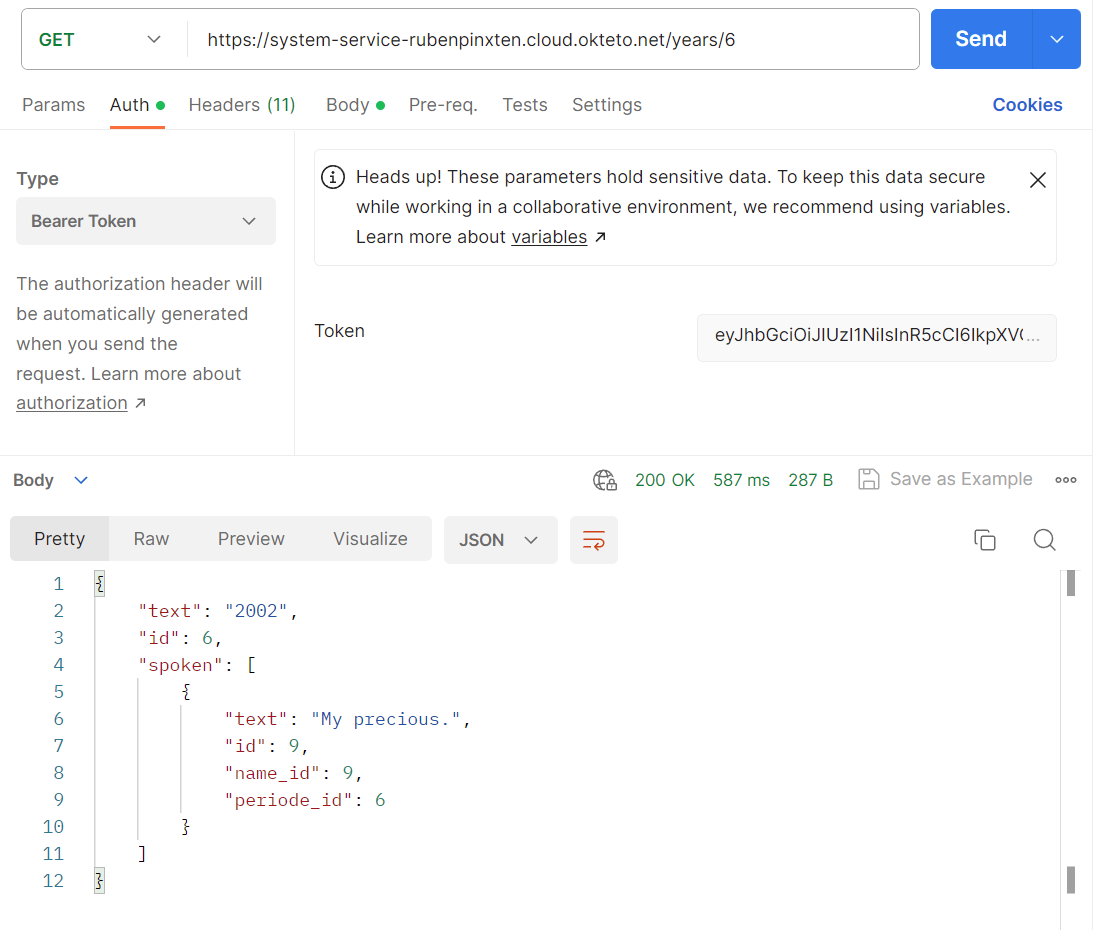 GET https://system-service-rubenpinxten.cloud.okteto.net/years/6 Send
Params Auth Headers (11) Body Pre-req. Tests Settings Cookies
Type
Bearer Token
The authorization header will
be automatically generated
when you send the
request. Learn more about
authorization ↗
Heads up! These parameters hold sensitive data. To keep this data secure
while working in a collaborative environment, we recommend using variables.
Learn more about variables ↗
Token
Body 200 OK 587 ms 287 B Save as Example
Pretty Raw Preview Visualize JSON
1 {
2 "text": "2002",
3 "id": 6,
4 "spoken": [
5 {
6 "text": "My precious.",
7 "id": 9,
8 "name_id": 9,
9 "periode_id": 6
10 }
11 ]
12 }